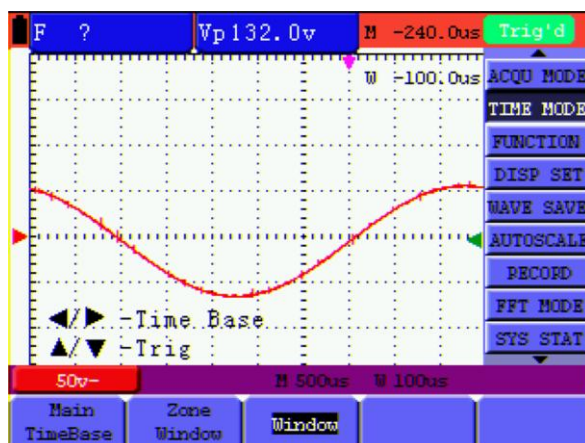 F ?
Vp132.0v
M -240.0us
Trig'd
W -100.0us
ACQU MODE
TIME MODE
FUNCTION
DISP SET
WAVE SAVE
AUTOSCALE
RECORD
FFT MODE
SYS STAT
◀/▶ -Time Base
▲/▼ -Trig
50v~
M 500us W 100us
Main
TimeBase
Zone
Window
Window